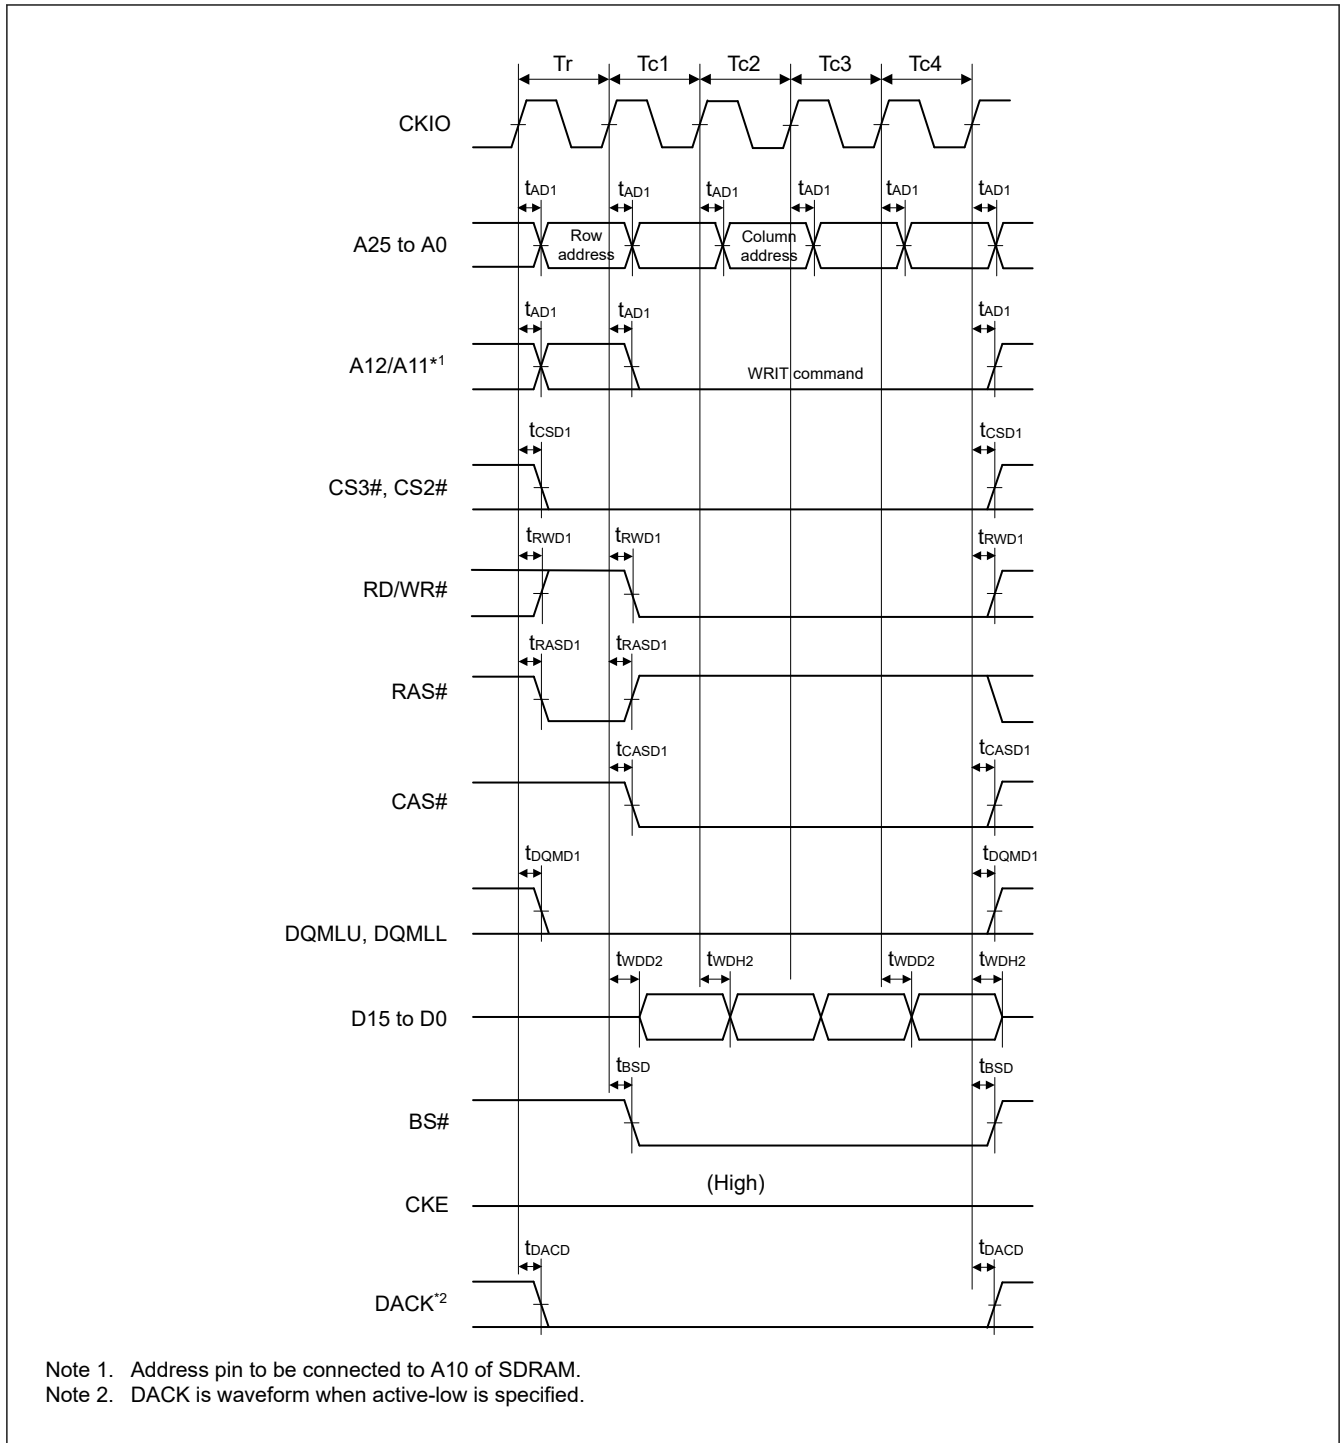 Tr Tc1 Tc2 Tc3 Tc4
CKIO
tAD1 tAD1 tAD1 tAD1 tAD1 tAD1
A25 to A0
Row address
Column address
tAD1 tAD1 tAD1
A12/A11*1
WRIT command
tCSD1 tCSD1
CS3#, CS2#
tRWD1 tRWD1 tRWD1
RD/WR#
tRASD1 tRASD1
RAS#
tCASD1 tCASD1
CAS#
tDQMD1 tDQMD1
DQMLU, DQMLL
tWDD2 tWDH2 tWDD2 tWDH2
D15 to D0
tBSD tBSD
BS#
(High)
CKE
tDACD tDACD
DACK*2
Note 1. Address pin to be connected to A10 of SDRAM.
Note 2. DACK is waveform when active-low is specified.